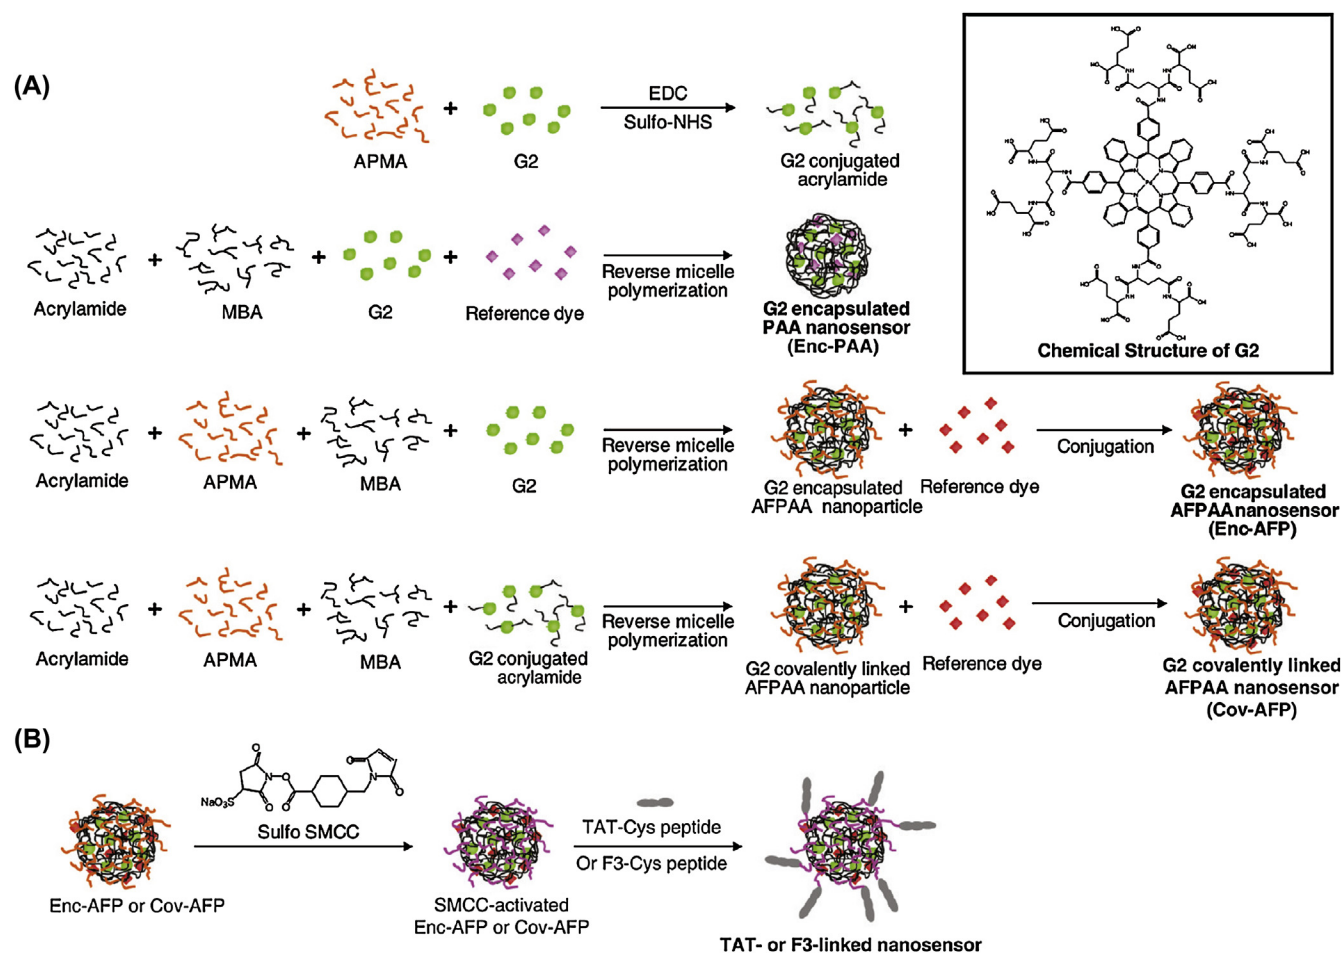 (A)
APMA
+
G2
EDC
Sulfo-NHS
G2 conjugated
acrylamide
Acrylamide
+
MBA
+
G2
+
Reference dye
Reverse micelle
polymerization
G2 encapsulated
PAA nanosensor
(Enc-PAA)
Chemical Structure of G2
Acrylamide
+
APMA
+
MBA
+
G2
Reverse micelle
polymerization
G2 encapsulated
AFPAA nanoparticle
+
Reference dye
Conjugation
G2 encapsulated
AFPAAnanosensor
(Enc-AFP)
Acrylamide
+
APMA
+
MBA
+
G2 conjugated
acrylamide
Reverse micelle
polymerization
G2 covalently linked
AFPAA nanoparticle
+
Reference dye
Conjugation
G2 covalently linked
AFPAA nanosensor
(Cov-AFP)
(B)
Enc-AFP or Cov-AFP
O
N
O
O
NaO₃S
O
O
N
O
Sulfo SMCC
SMCC-activated
Enc-AFP or Cov-AFP
TAT-Cys peptide
Or F3-Cys peptide
TAT- or F3-linked nanosensor